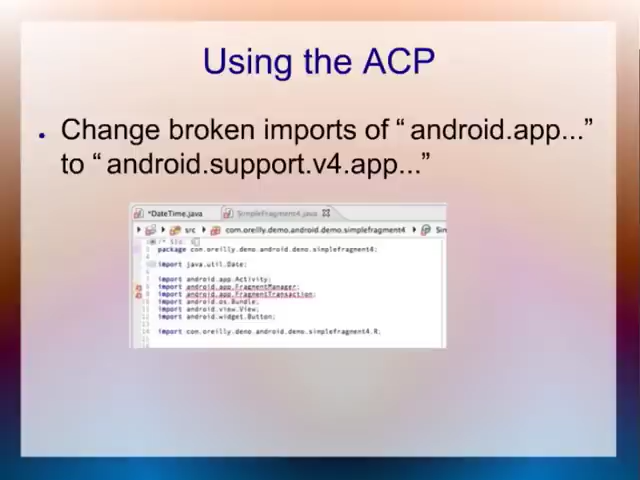 Using the ACP
• Change broken imports of “android.app...”
to “android.support.v4.app...”
*DateTime.java SimpleFragment4.java
src com.oreilly.demo.android.demo.simplefragment4 Sim
package com.oreilly.demo.android.demo.simplefragment4;
import java.util.Date;
import android.app.Activity;
import android.app.FragmentManager;
import android.app.FragmentTransaction;
import android.os.Bundle;
import android.view.View;
import android.widget.Button;
import com.oreilly.demo.android.demo.simplefragment4.R;